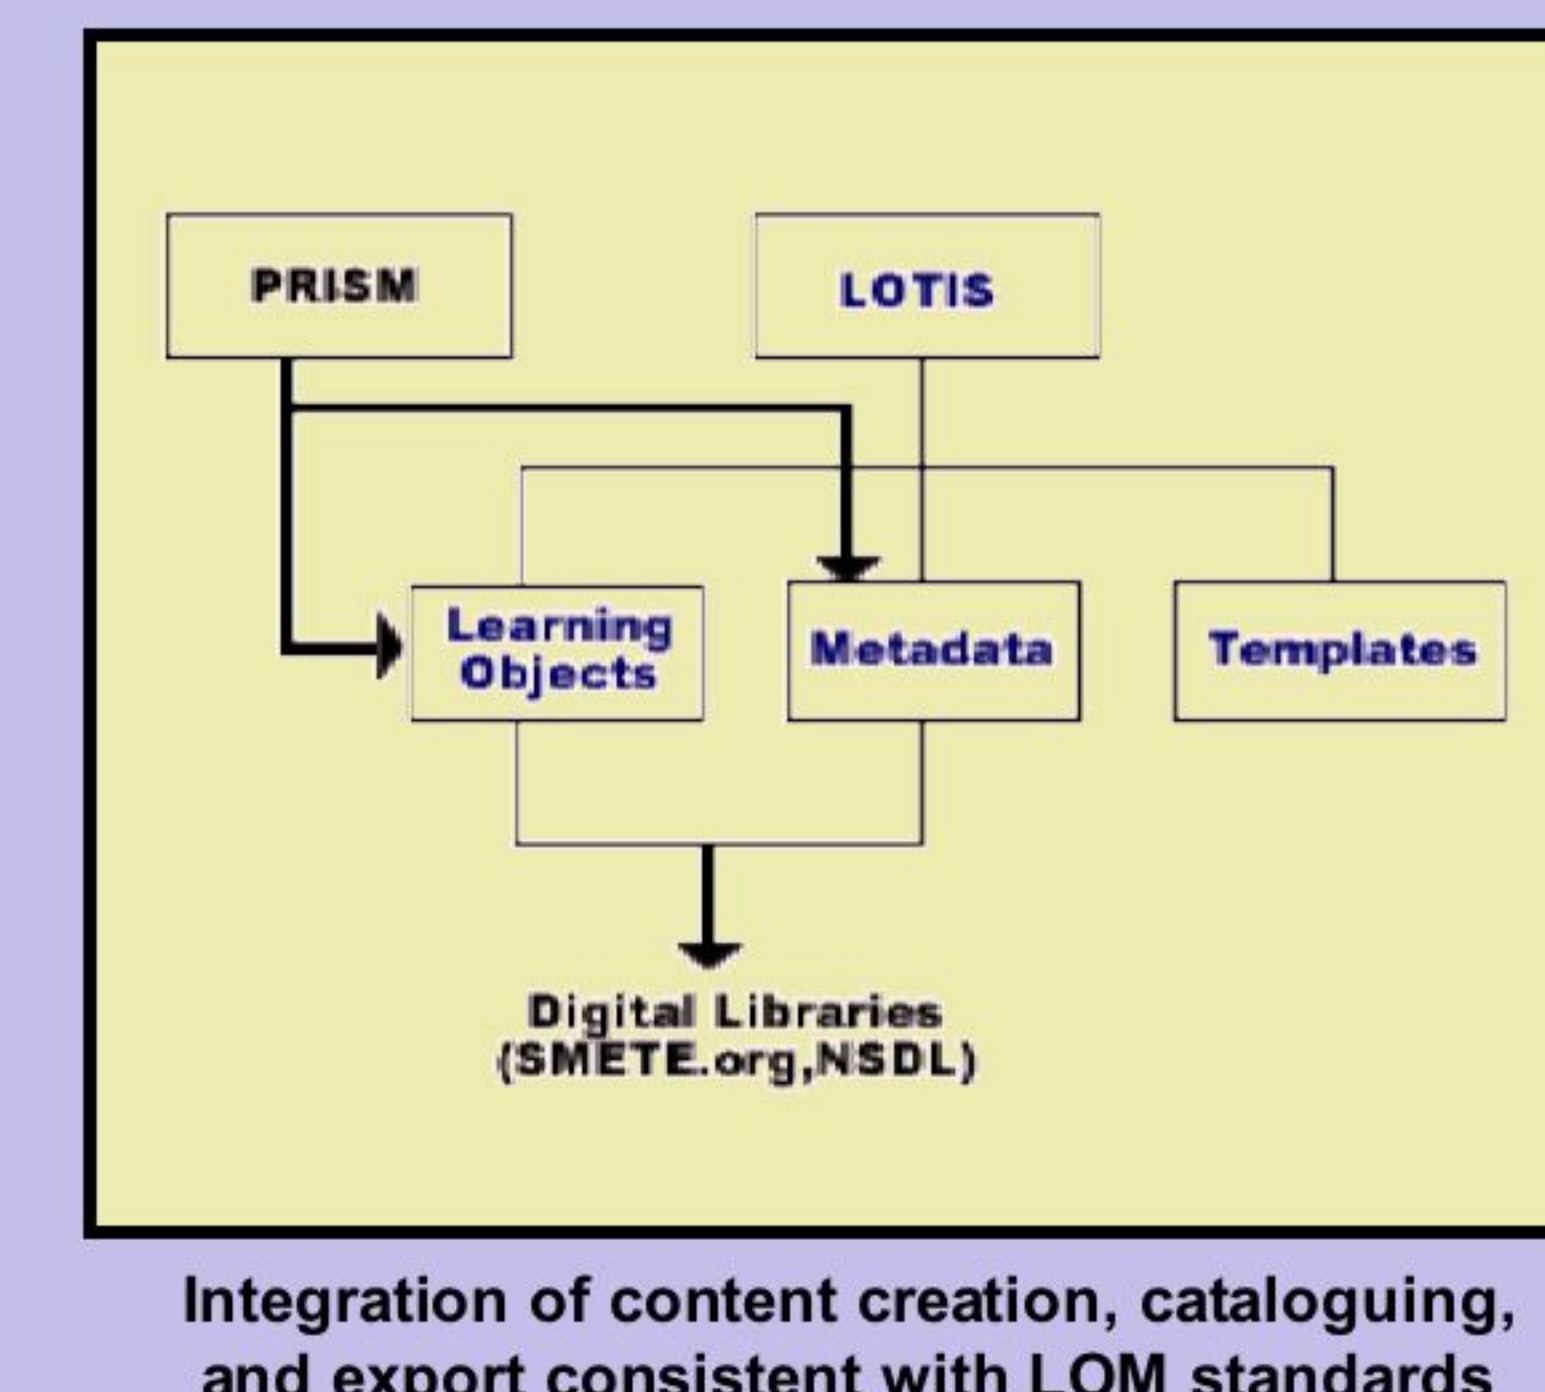 PRISM
LOTIS
Learning
Objects
Metadata
Templates
Digital Libraries
(SMETE.org,NSDL)
Integration of content creation, cataloguing,
and export consistent with LOM standards